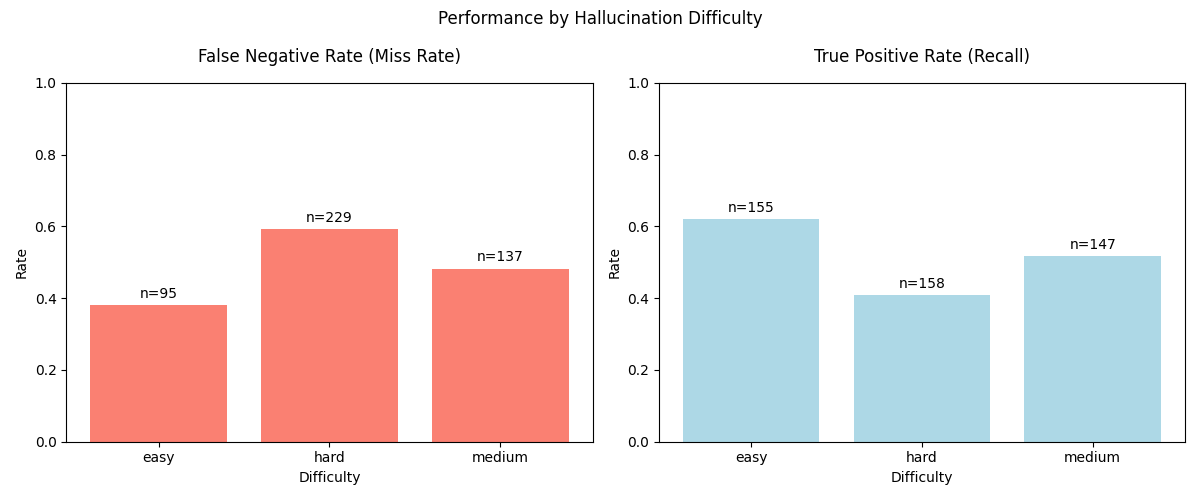 Performance by Hallucination Difficulty
False Negative Rate (Miss Rate)
1.0
0.8
0.6
0.4
0.2
0.0
Rate
n=95
n=229
n=137
easy
hard
medium
Difficulty
True Positive Rate (Recall)
1.0
0.8
0.6
0.4
0.2
0.0
Rate
n=155
n=158
n=147
easy
hard
medium
Difficulty